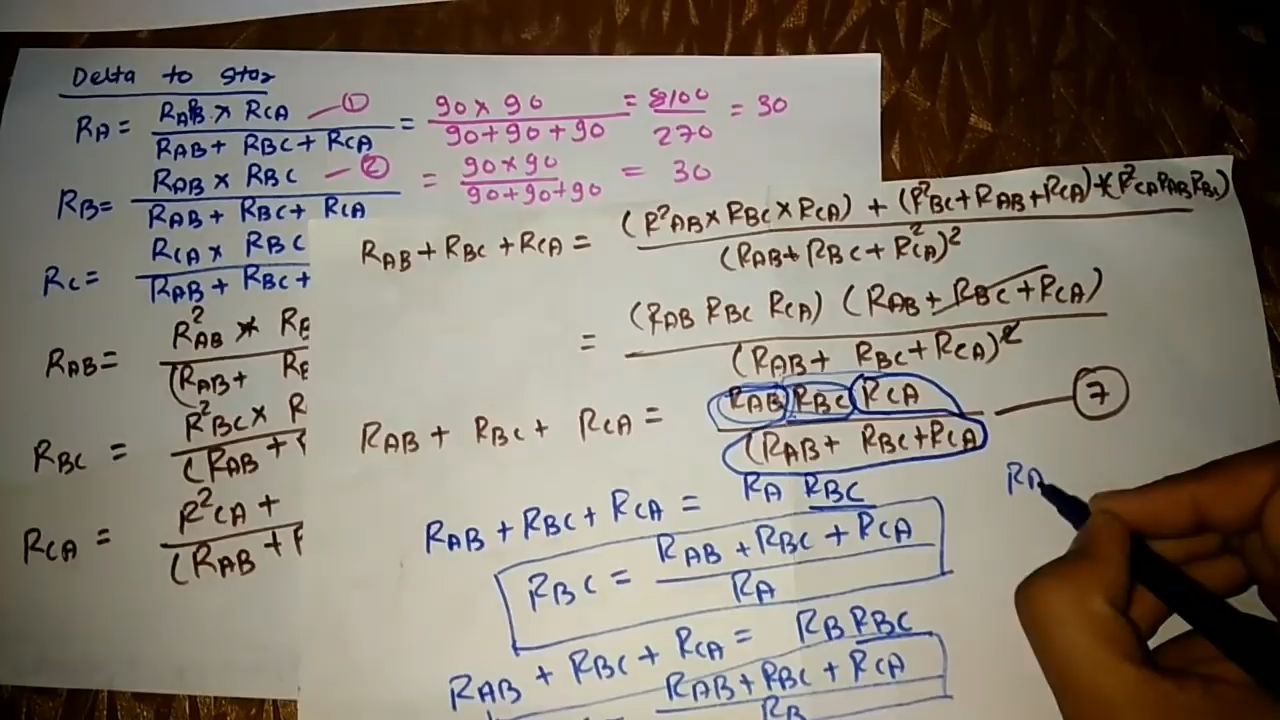 Delta to Star
RA = RAB × RCA / RAB + RBC + RCA — ① = 90 × 90 / 90 + 90 + 90 = 8100 / 270 = 30
RB = RAB × RBC / RAB + RBC + RCA — ② = 90 × 90 / 90 + 90 + 90 = 30
RC = RCA × RBC / RAB + RBC +
RAB = R²AB × / (RAB +
RBC = R²BC × R / (RAB +
RCA = R²CA + / (RAB +
RAB + RBC + RCA = (R²AB × RBC × RCA) + (R²BC + RAB + RCA) + (R²CA RAB RBC) / (RAB + RBC + R²CA)²
= (RAB RBC RCA) (RAB + RBC + RCA) / (RAB + RBC + RCA)²
RAB + RBC + RCA = RAB RBC RCA / (RAB + RBC + RCA — ⑦
RAB + RBC + RCA = RA RBC
RBC = RAB + RBC + RCA / RA
RAB + RBC + RCA = RB RBC
RAB + RBC + RCA / RB